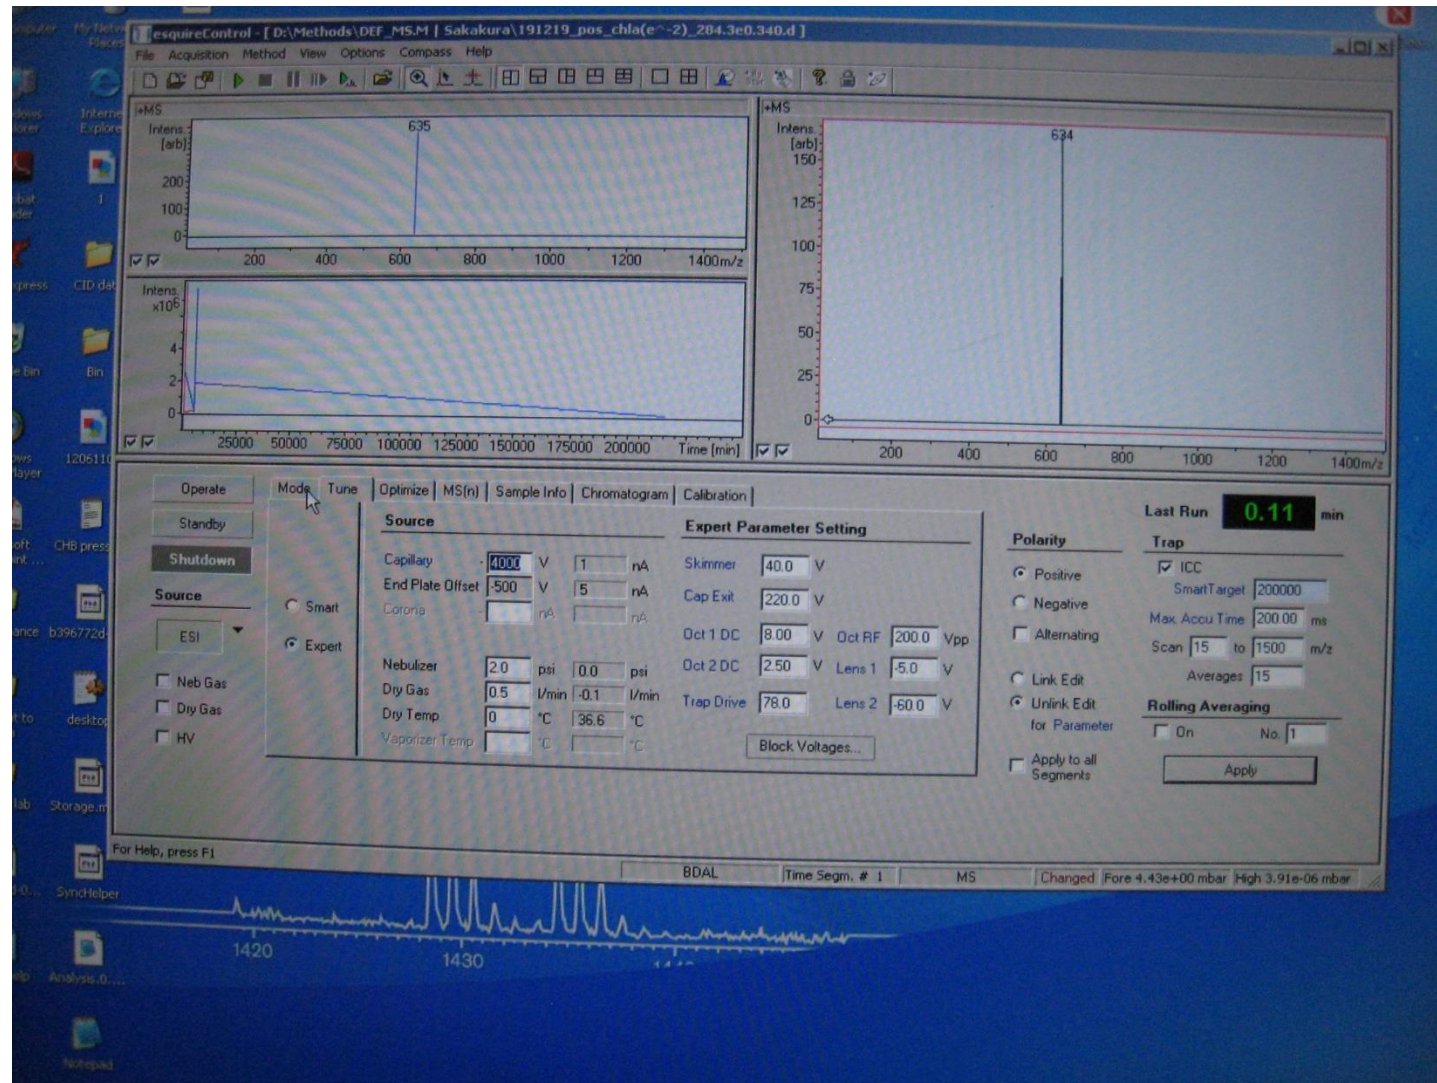 esquireControl - [ D:\Methods\DEF_MS.M | Sakakura\191219_pos_chla(e^-2)_284.3e0.340.d ]
File Acquisition Method View Options Compass Help
My Netw
Places
Interne
Explore
1
CID dat
Bin
1206110
CHB press
b396772d-
desktop
Storage.m
SyncHelper
Analysis.0....
Notepad
+MS
Intens.
[arb]
635
200
100
0
200 400 600 800 1000 1200 1400 m/z
Intens.
x10^6
4
2
0
25000 50000 75000 100000 125000 150000 175000 200000 Time [min]
+MS
Intens.
[arb]
634
150
125
100
75
50
25
0
200 400 600 800 1000 1200 1400 m/z
Operate
Standby
Shutdown
Source
ESI
Neb Gas
Dry Gas
HV
Mode Tune Optimize MS(n) Sample Info Chromatogram Calibration
Smart
Expert
Source
Capillary - 4000 V 1 nA
End Plate Offset -500 V 5 nA
Corona nA nA
Nebulizer 2.0 psi 0.0 psi
Dry Gas 0.5 l/min -0.1 l/min
Dry Temp 0 °C 36.6 °C
Vaporizer Temp °C °C
Expert Parameter Setting
Skimmer 40.0 V
Cap Exit 220.0 V
Oct 1 DC 8.00 V Oct RF 200.0 Vpp
Oct 2 DC 2.50 V Lens 1 -5.0 V
Trap Drive 78.0 Lens 2 -60.0 V
Block Voltages...
Polarity
Positive
Negative
Alternating
Link Edit
Unlink Edit
for Parameter
Apply to all
Segments
Last Run 0.11 min
Trap
ICC
SmartTarget 200000
Max. Accu Time 200.00 ms
Scan 15 to 1500 m/z
Averages 15
Rolling Averaging
On No. 1
Apply
For Help, press F1
BDAL Time Segm. # 1 MS Changed Fore 4.43e+00 mbar High 3.91e-06 mbar
1420 1430